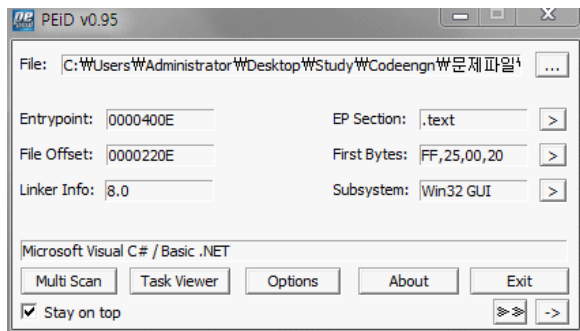 PEiD v0.95
File: C:₩Users₩Administrator₩Desktop₩Study₩Codeengn₩문제파일₩ ...
Entrypoint: 0000400E EP Section: .text >
File Offset: 0000220E First Bytes: FF,25,00,20 >
Linker Info: 8.0 Subsystem: Win32 GUI >
Microsoft Visual C# / Basic .NET
Multi Scan Task Viewer Options About Exit
Stay on top >> ->